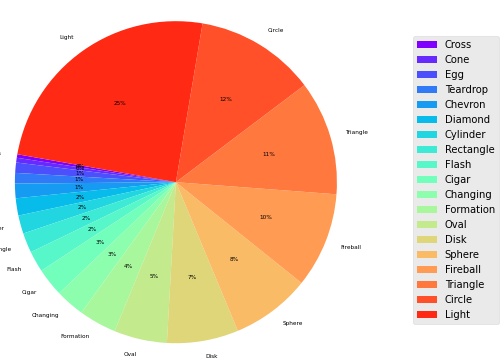 Light
Circle
Triangle
Fireball
Sphere
Disk
Oval
Formation
Changing
Cigar
Flash
25%
12%
11%
10%
8%
7%
5%
4%
3%
3%
2%
2%
2%
2%
1%
1%
1%
Cross
Cone
Egg
Teardrop
Chevron
Diamond
Cylinder
Rectangle
Flash
Cigar
Changing
Formation
Oval
Disk
Sphere
Fireball
Triangle
Circle
Light